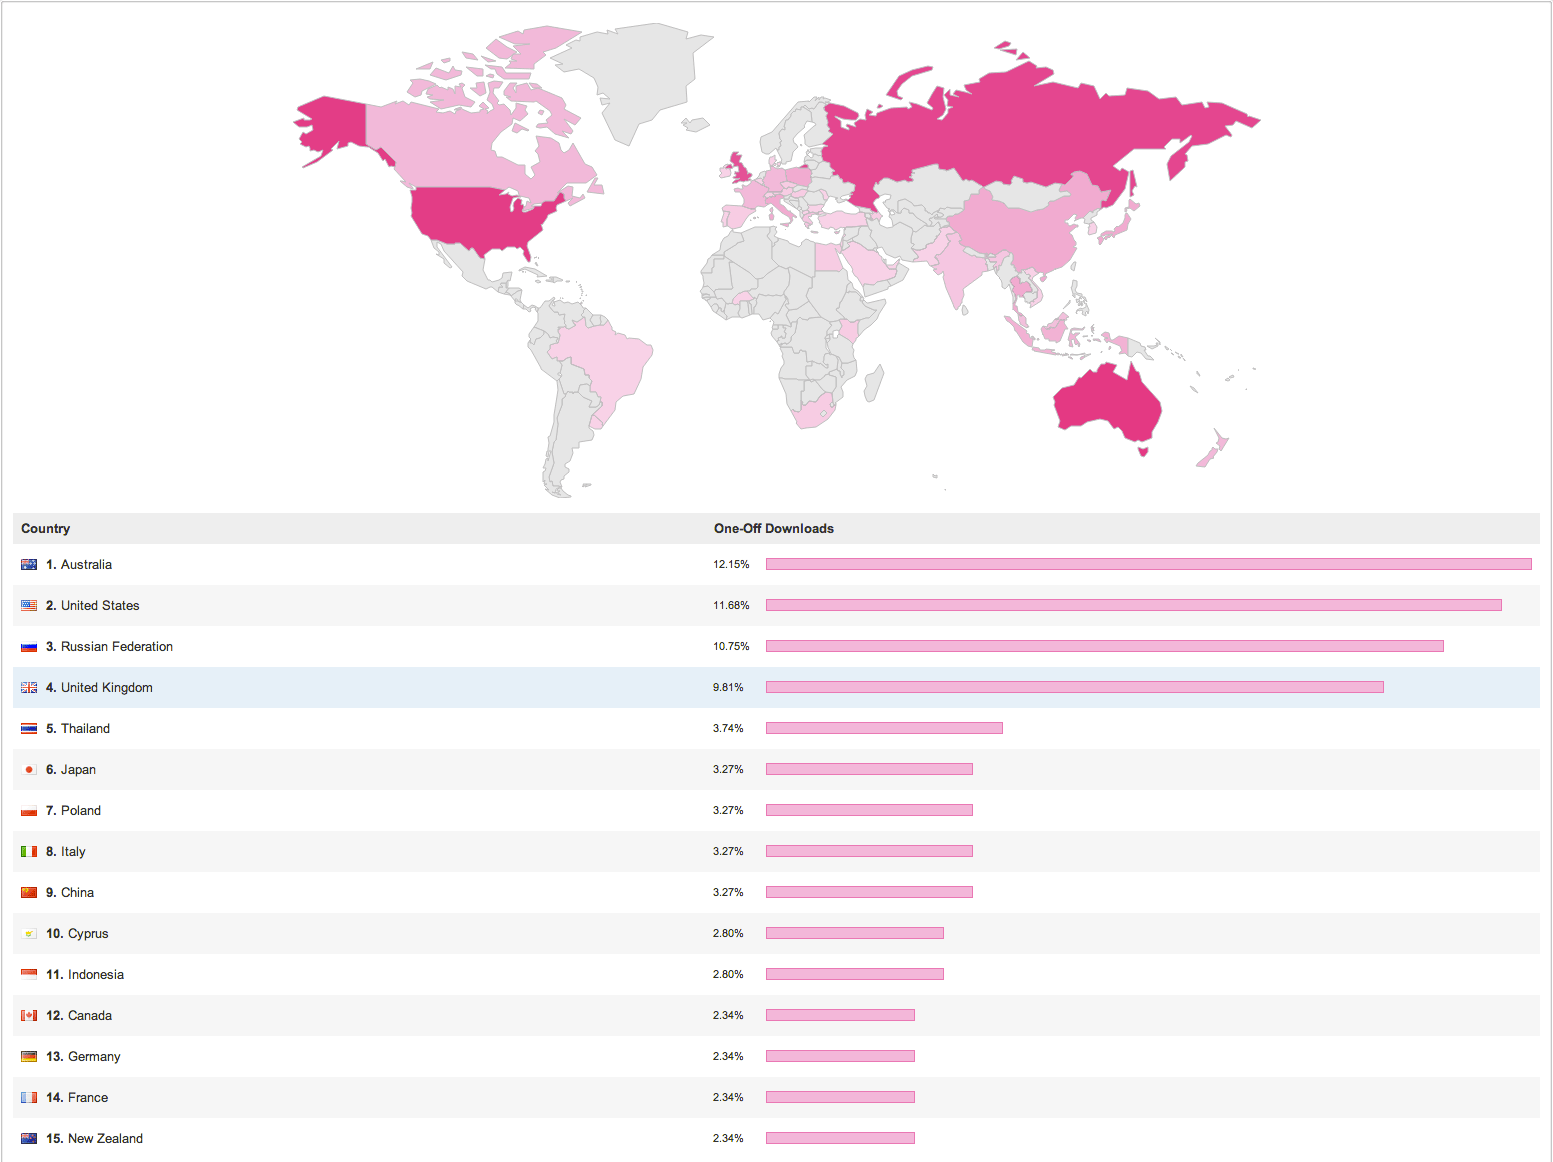 Country One-Off Downloads
1. Australia 12.15%
2. United States 11.68%
3. Russian Federation 10.75%
4. United Kingdom 9.81%
5. Thailand 3.74%
6. Japan 3.27%
7. Poland 3.27%
8. Italy 3.27%
9. China 3.27%
10. Cyprus 2.80%
11. Indonesia 2.80%
12. Canada 2.34%
13. Germany 2.34%
14. France 2.34%
15. New Zealand 2.34%